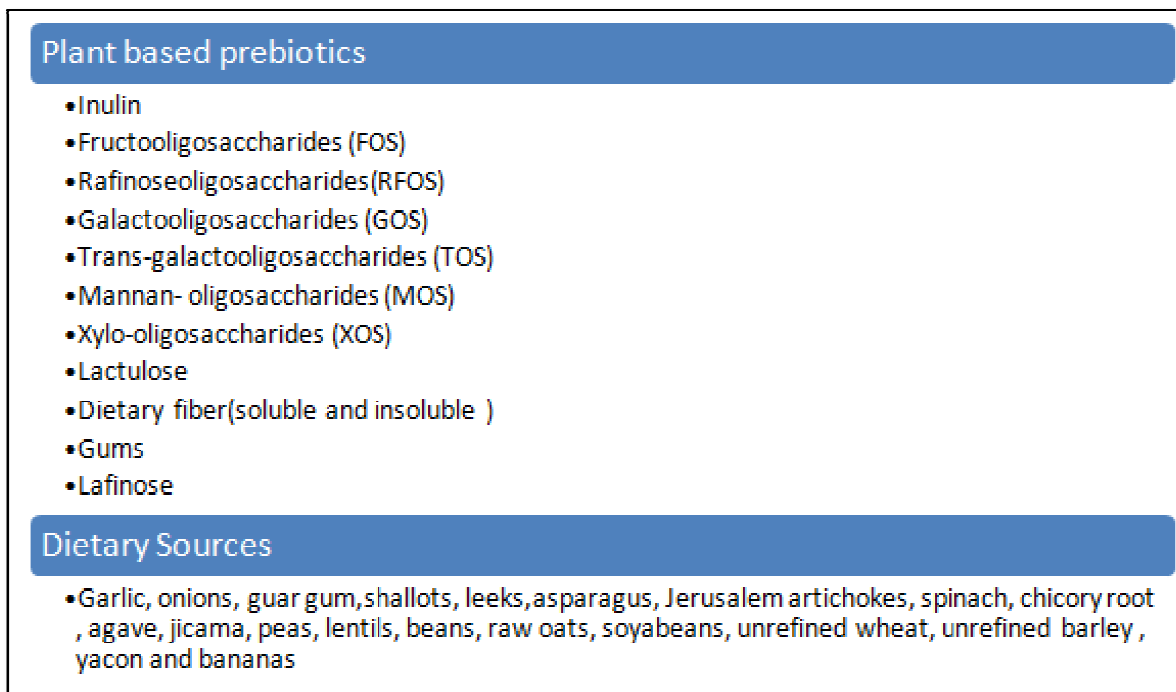 Plant based prebiotics
•Inulin
•Fructooligosaccharides (FOS)
•Rafinoseoligosaccharides(RFOS)
•Galactooligosaccharides (GOS)
•Trans-galactooligosaccharides (TOS)
•Mannan- oligosaccharides (MOS)
•Xylo-oligosaccharides (XOS)
•Lactulose
•Dietary fiber(soluble and insoluble )
•Gums
•Lafinose
Dietary Sources
•Garlic, onions, guar gum,shallots, leeks,asparagus, Jerusalem artichokes, spinach, chicory root
, agave, jicama, peas, lentils, beans, raw oats, soyabeans, unrefined wheat, unrefined barley ,
yacon and bananas